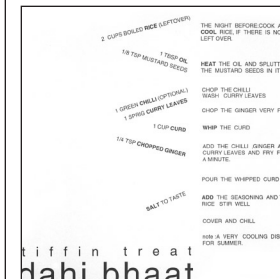 2 CUPS BOILED RICE (LEFTOVER)
THE NIGHT BEFORE:COOK A
COOL RICE, IF THERE IS NO
LEFT OVER.
1 TBSP OIL
1/8 TSP MUSTARD SEEDS
HEAT THE OIL AND SPLUTT
THE MUSTARD SEEDS IN IT
1 GREEN CHILLI (OPTIONAL)
1 SPRIG CURRY LEAVES
CHOP THE CHILLI
WASH CURRY LEAVES
CHOP THE GINGER VERY F
1 CUP CURD
WHIP THE CURD
1/4 TSP CHOPPED GINGER
ADD THE CHILLI ,GINGER A
CURRY LEAVES AND FRY F
A MINUTE.
POUR THE WHIPPED CURD
SALT TO TASTE
ADD THE SEASONING AND
RICE STIR WELL
COVER AND CHILL
note :A VERY COOLING DIS
FOR SUMMER.
tiffin treat
dahi bhaat